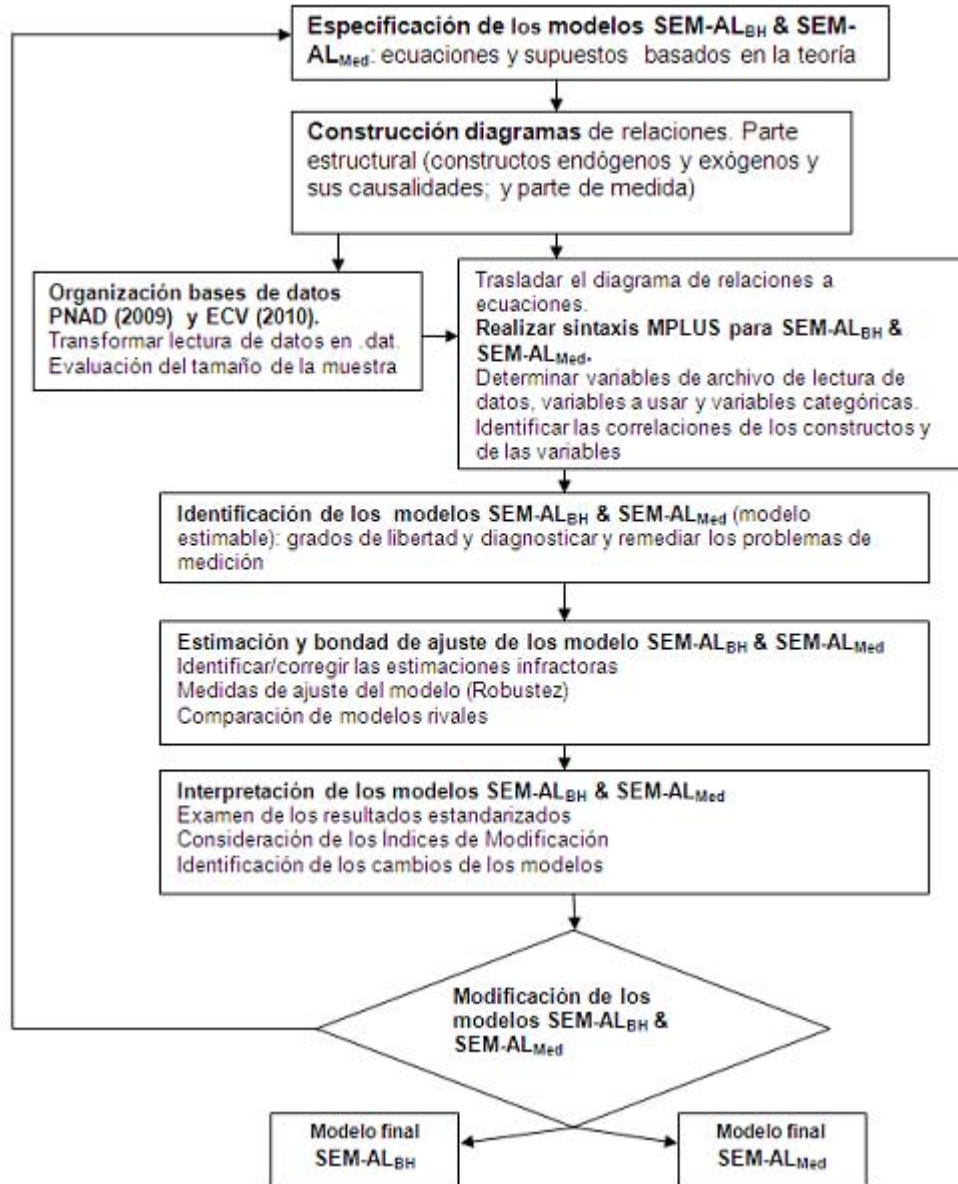 Especificación de los modelos SEM-ALBH & SEM-
ALMed: ecuaciones y supuestos basados en la teoría
Construcción diagramas de relaciones. Parte
estructural (constructos endógenos y exógenos y
sus causalidades; y parte de medida)
Organización bases de datos
PNAD (2009) y ECV (2010).
Transformar lectura de datos en .dat.
Evaluación del tamaño de la muestra
Trasladar el diagrama de relaciones a
ecuaciones.
Realizar sintaxis MPLUS para SEM-ALBH &
SEM-ALMed.
Determinar variables de archivo de lectura de
datos, variables a usar y variables categóricas.
Identificar las correlaciones de los constructos y
de las variables
Identificación de los modelos SEM-ALBH & SEM-ALMed (modelo
estimable): grados de libertad y diagnosticar y remediar los problemas de
medición
Estimación y bondad de ajuste de los modelo SEM-ALBH & SEM-ALMed
Identificar/corregir las estimaciones infractoras
Medidas de ajuste del modelo (Robustez)
Comparación de modelos rivales
Interpretación de los modelos SEM-ALBH & SEM-ALMed
Examen de los resultados estandarizados
Consideración de los Indices de Modificación
Identificación de los cambios de los modelos
Modificación de los
modelos SEM-ALBH &
SEM-ALMed
Modelo final
SEM-ALBH
Modelo final
SEM-ALMed